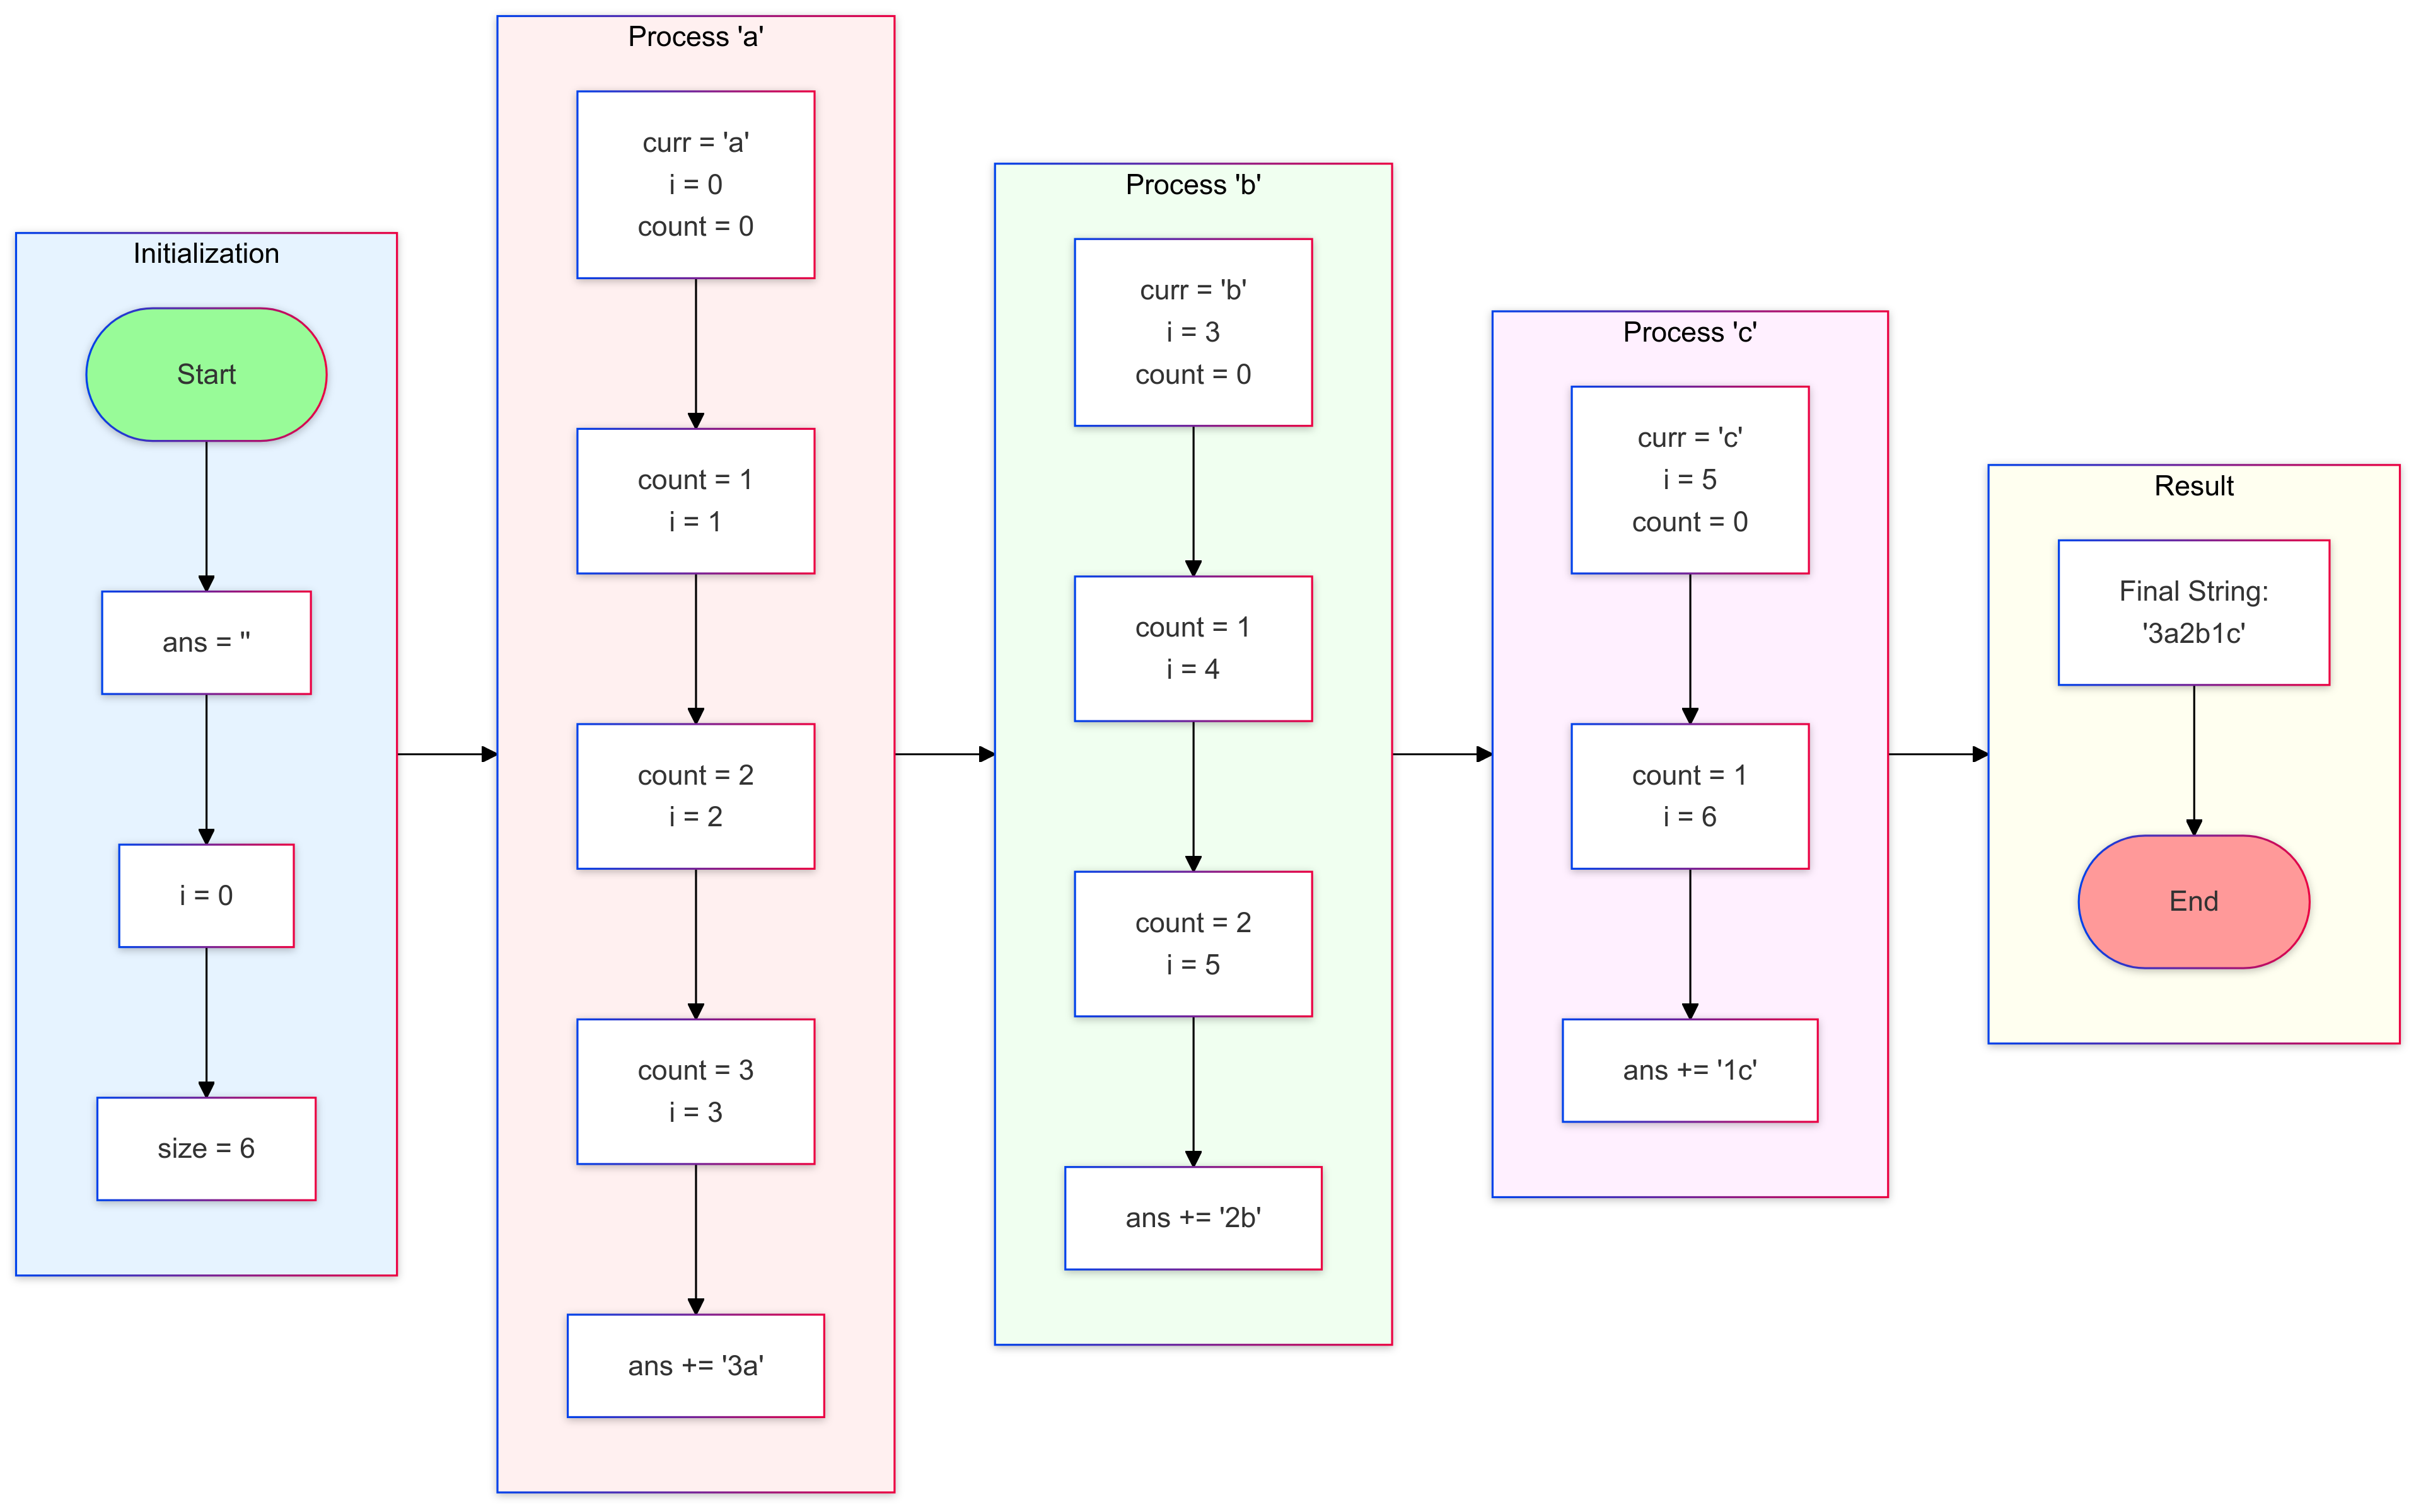 Initialization
Start
ans = ''
i = 0
size = 6
Process 'a'
curr = 'a'
i = 0
count = 0
count = 1
i = 1
count = 2
i = 2
count = 3
i = 3
ans += '3a'
Process 'b'
curr = 'b'
i = 3
count = 0
count = 1
i = 4
count = 2
i = 5
ans += '2b'
Process 'c'
curr = 'c'
i = 5
count = 0
count = 1
i = 6
ans += '1c'
Result
Final String:
'3a2b1c'
End